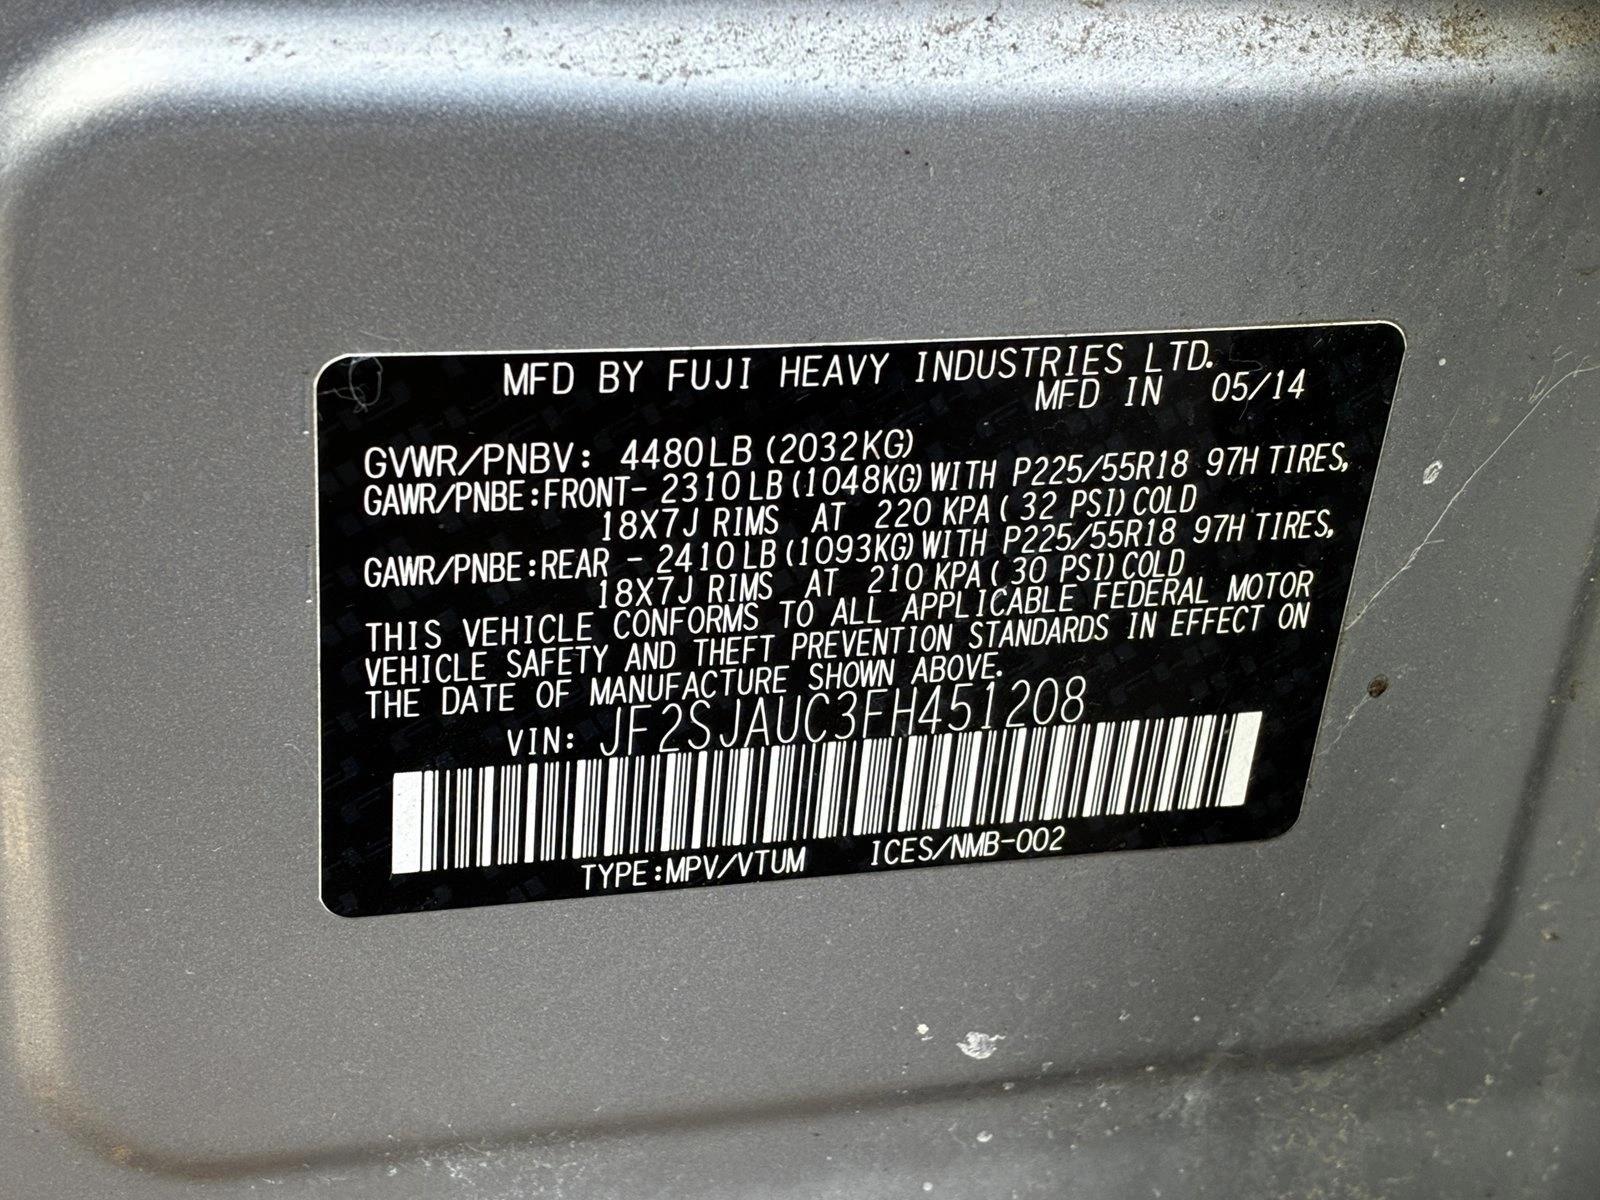 MFD BY FUJI HEAVY INDUSTRIES LTD.
MFD IN 05/14
GVWR/PNBV: 4480LB (2032KG)
GAWR/PNBE:FRONT- 2310LB (1048KG) WITH P225/55R18 97H TIRES,
18X7J RIMS AT 220 KPA ( 32 PSI) COLD
GAWR/PNBE:REAR - 2410LB (1093KG) WITH P225/55R18 97H TIRES,
18X7J RIMS AT 210 KPA ( 30 PSI) COLD
THIS VEHICLE CONFORMS TO ALL APPLICABLE FEDERAL MOTOR
VEHICLE SAFETY AND THEFT PREVENTION STANDARDS IN EFFECT ON
THE DATE OF MANUFACTURE SHOWN ABOVE.
VIN: JF2SJAUC3FH451208
TYPE:MPV/VTUM ICES/NMB-002